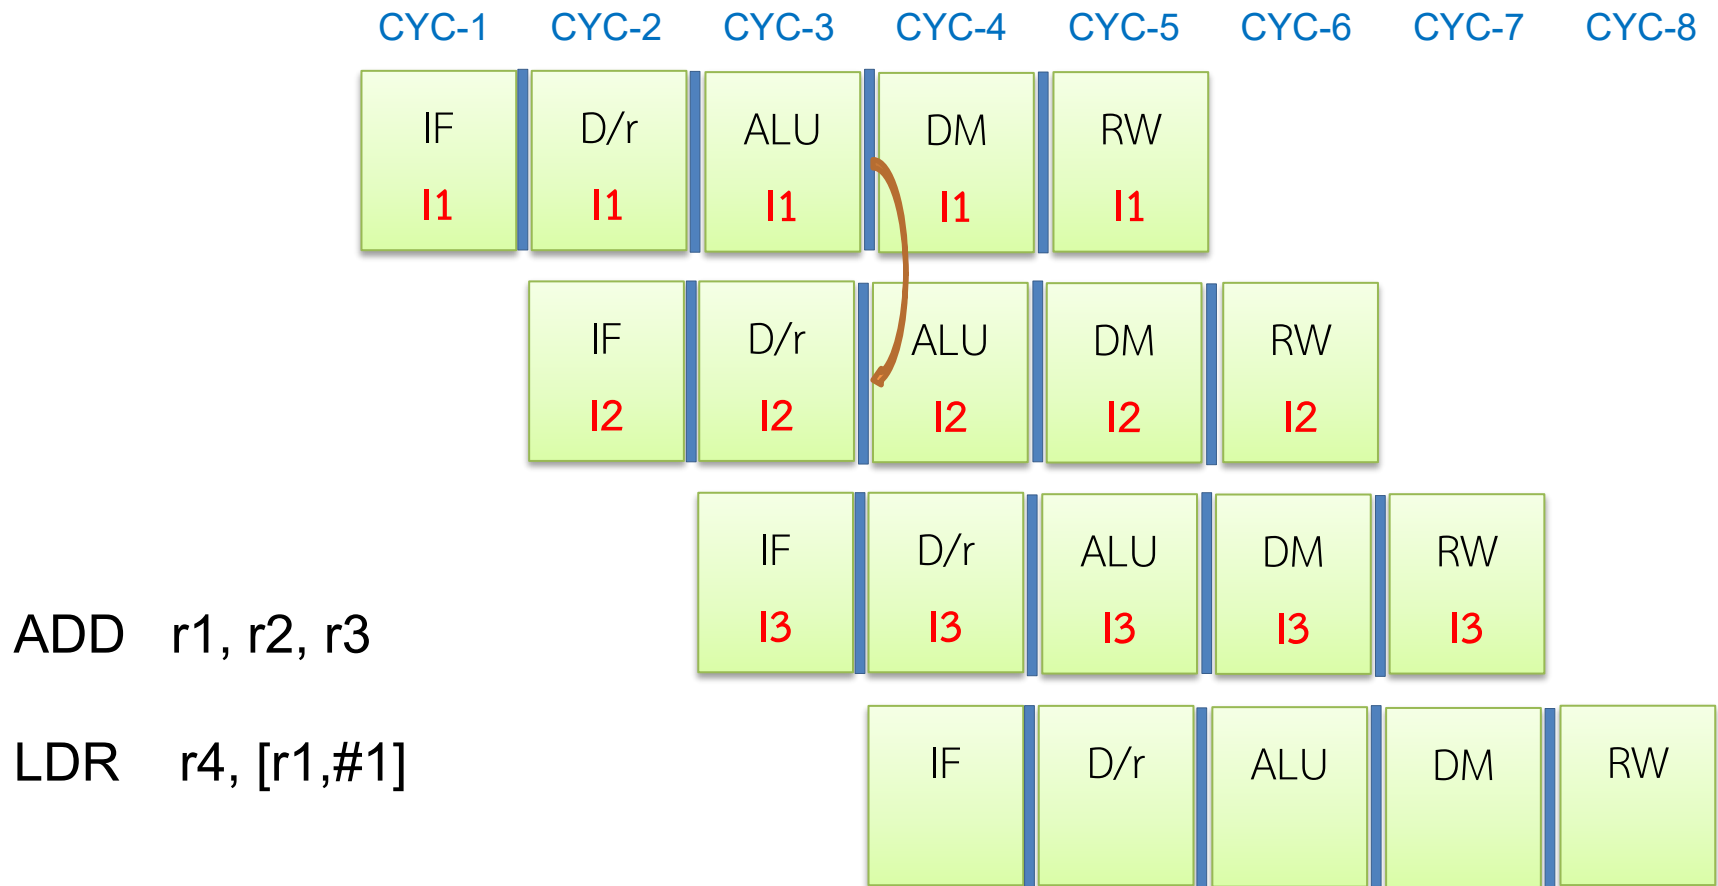 CYC-1 CYC-2 CYC-3 CYC-4 CYC-5 CYC-6 CYC-7 CYC-8
IF D/r ALU DM RW
I1 I1 I1 I1 I1
IF D/r ALU DM RW
I2 I2 I2 I2 I2
IF D/r ALU DM RW
I3 I3 I3 I3 I3
ADD r1, r2, r3
IF D/r ALU DM RW
LDR r4, [r1,#1]